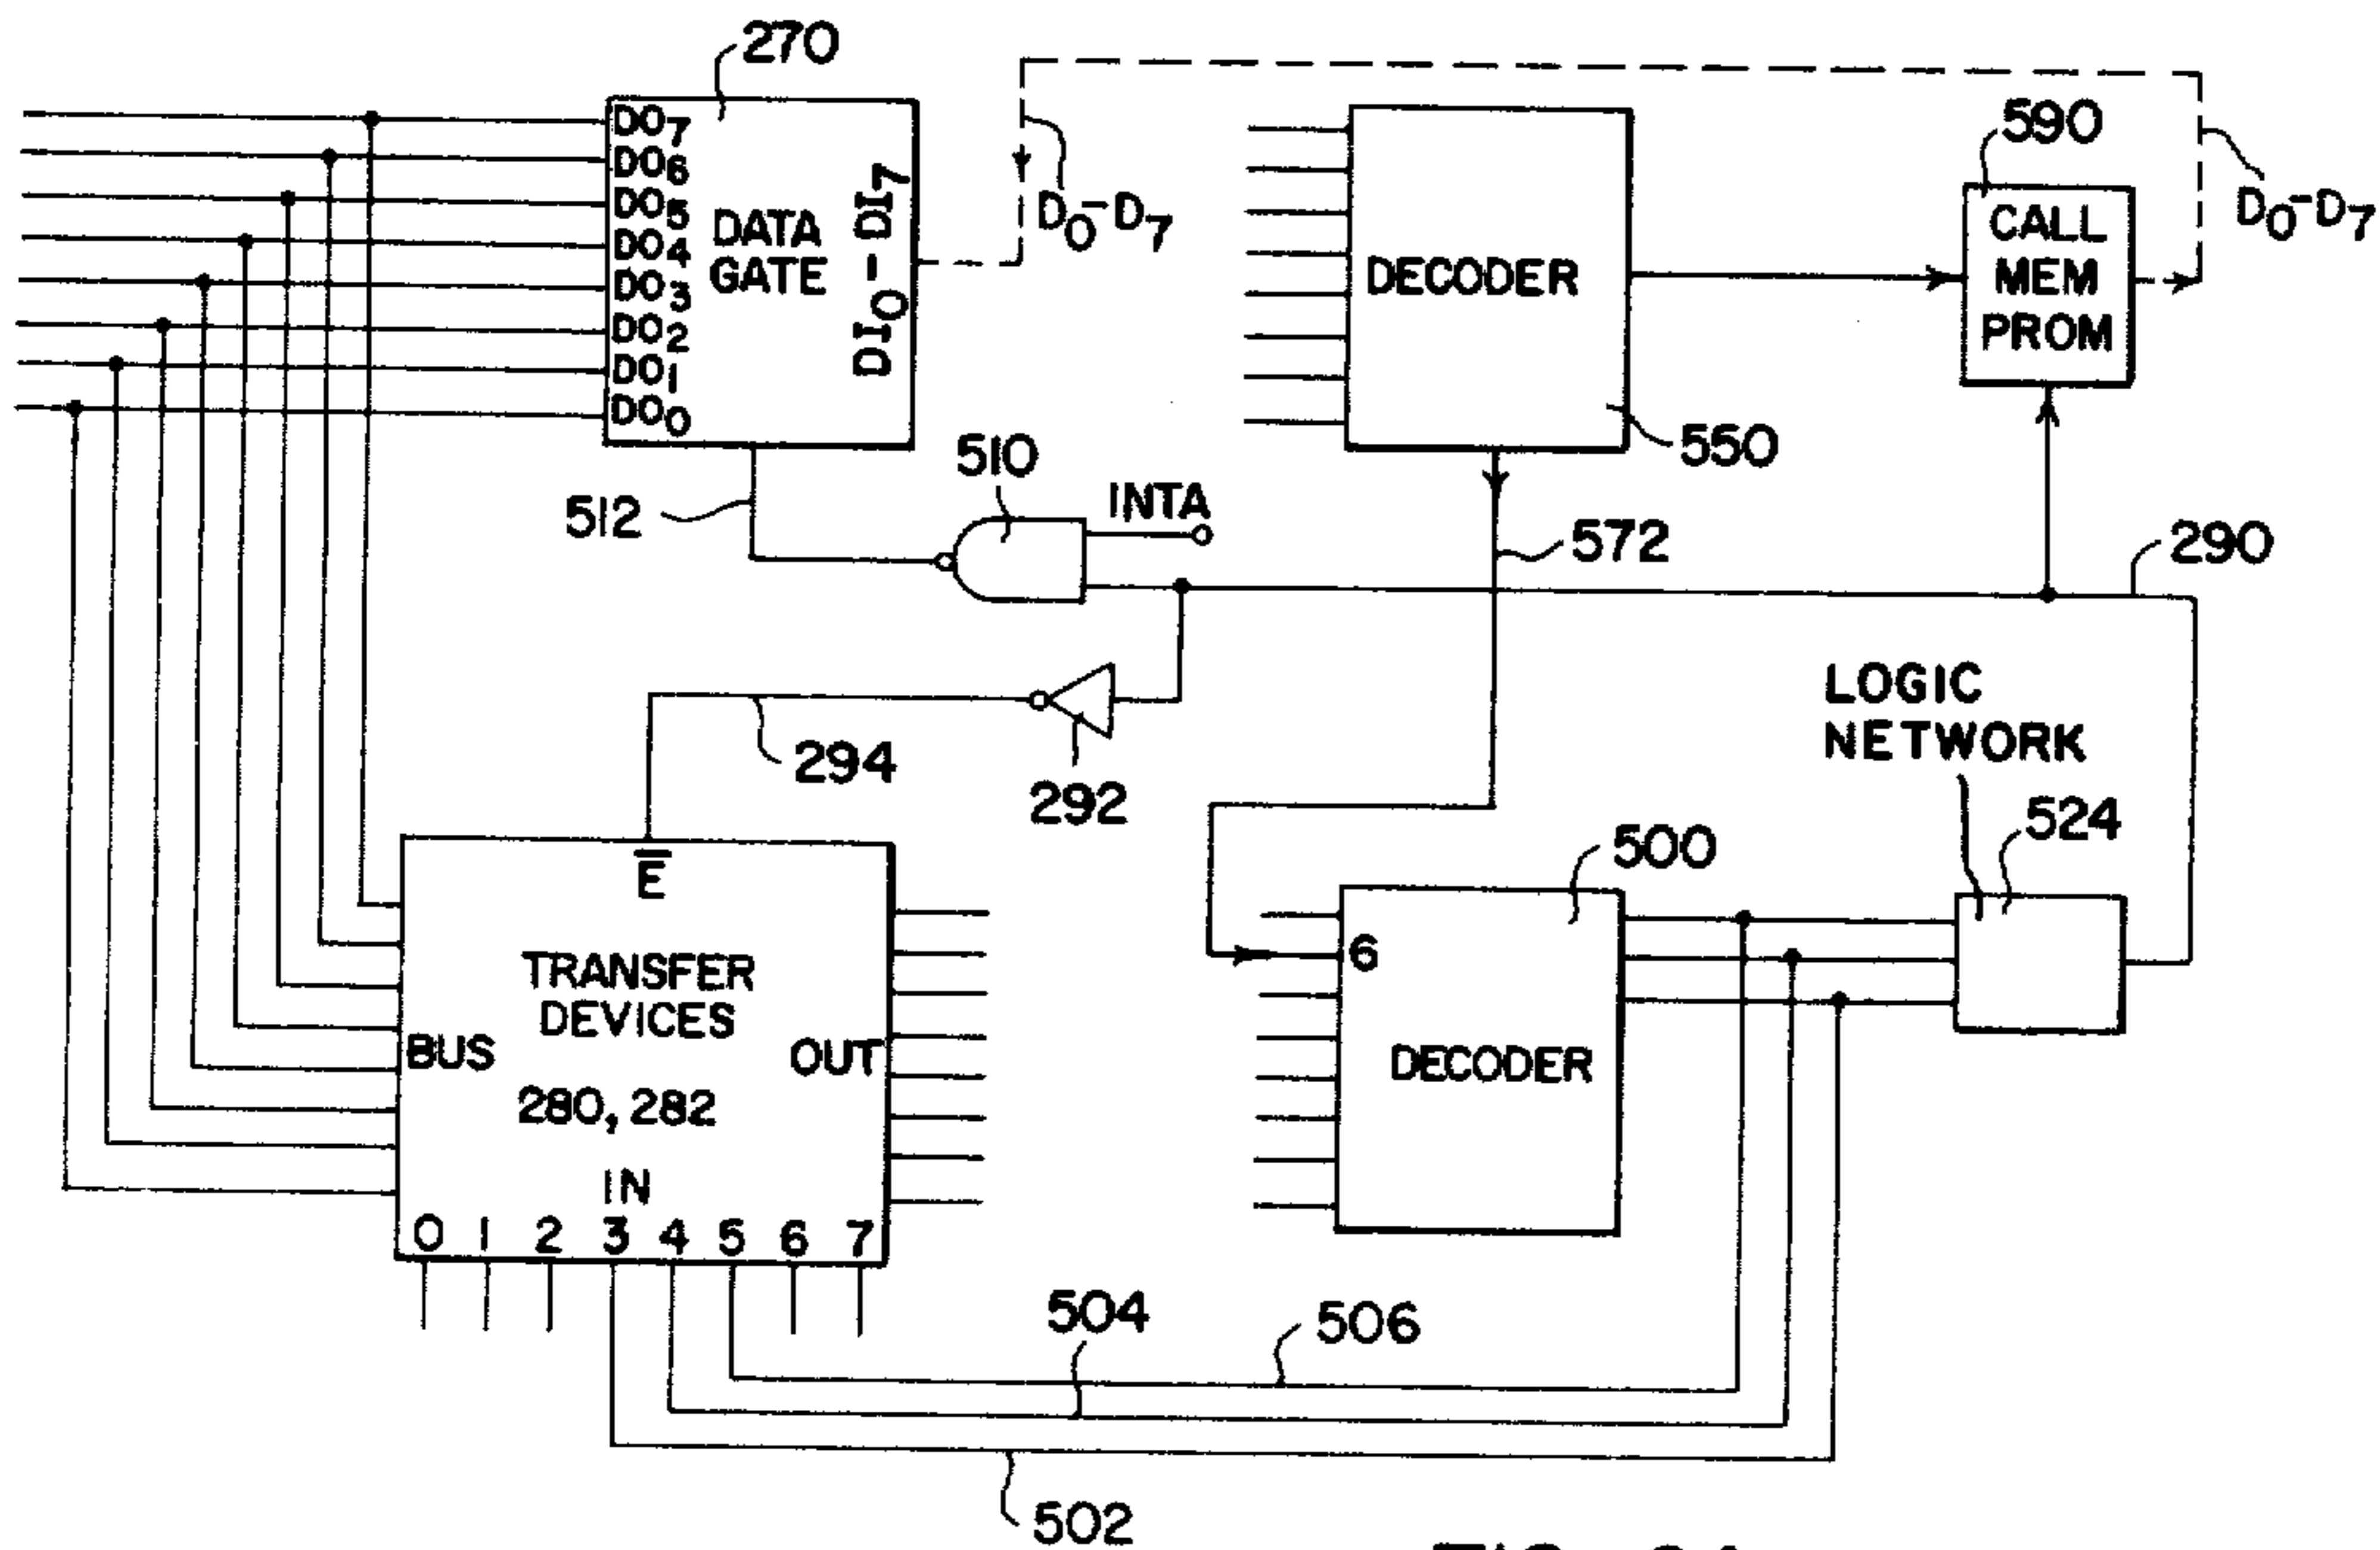 270
DO7
DO6
DO5
DO4
DO3
DO2
DO1
DO0
DATA
GATE
DI0-DI7
D0-D7
DECODER
550
590
CALL
MEM
PROM
D0-D7
510
INTA
512
572
290
294
292
LOGIC
NETWORK
524
500
E̅
TRANSFER
DEVICES
280, 282
BUS
OUT
IN
0 1 2 3 4 5 6 7
6
DECODER
504
506
502